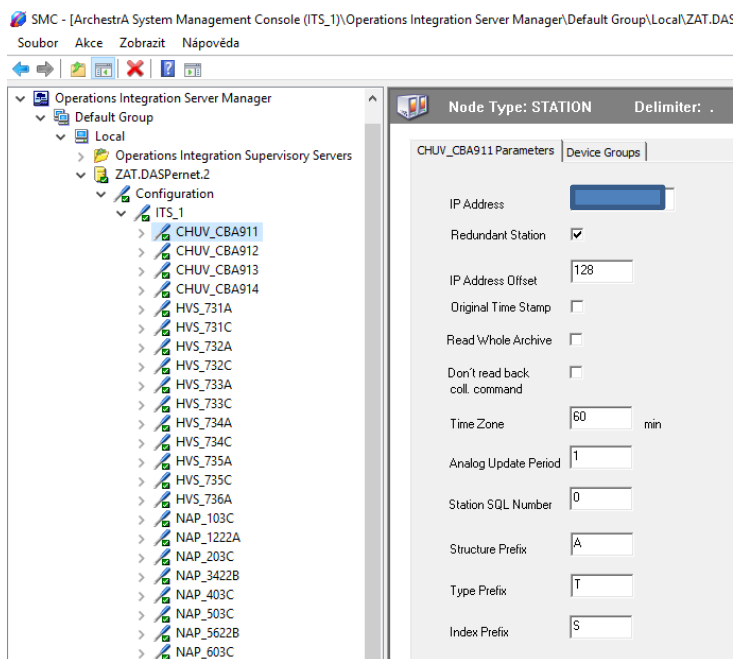 SMC - [ArchestrA System Management Console (ITS_1)\Operations Integration Server Manager\Default Group\Local\ZAT.DAS
Soubor Akce Zobrazit Nápověda
Operations Integration Server Manager
Default Group
Local
Operations Integration Supervisory Servers
ZAT.DASPernet.2
Configuration
ITS_1
CHUV_CBA911
CHUV_CBA912
CHUV_CBA913
CHUV_CBA914
HVS_731A
HVS_731C
HVS_732A
HVS_732C
HVS_733A
HVS_733C
HVS_734A
HVS_734C
HVS_735A
HVS_735C
HVS_736A
NAP_103C
NAP_1222A
NAP_203C
NAP_3422B
NAP_403C
NAP_503C
NAP_5622B
NAP_603C
Node Type: STATION Delimiter: .
CHUV_CBA911 Parameters Device Groups
IP Address
Redundant Station
IP Address Offset 128
Original Time Stamp
Read Whole Archive
Don´t read back
coll. command
Time Zone 60 min
Analog Update Period 1
Station SQL Number 0
Structure Prefix A
Type Prefix T
Index Prefix S